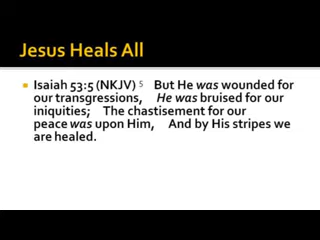 Jesus Heals All
Isaiah 53:5 (NKJV) 5 But He was wounded for
our transgressions, He was bruised for our
iniquities; The chastisement for our
peace was upon Him, And by His stripes we
are healed.